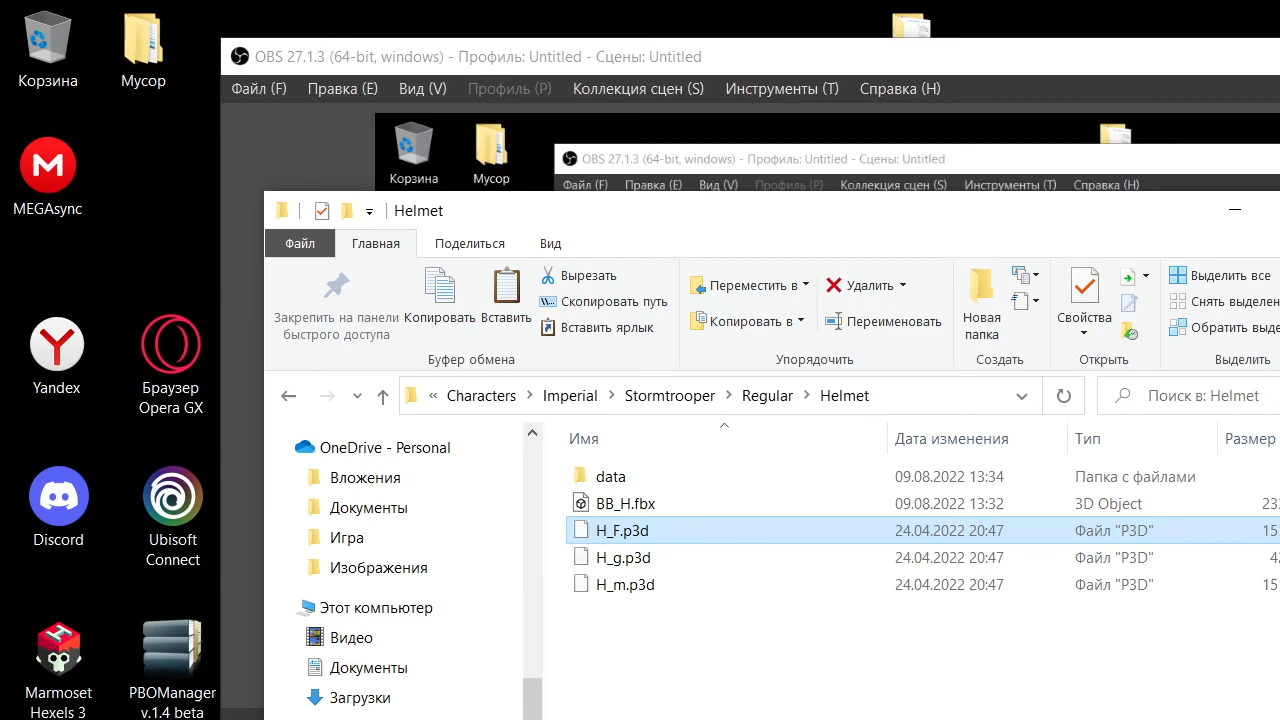 Корзина
Мусор
MEGAsync
Yandex
Браузер
Opera GX
Discord
Ubisoft
Connect
Marmoset
Hexels 3
PBOManager
v.1.4 beta
OBS 27.1.3 (64-bit, windows) - Профиль: Untitled - Сцены: Untitled
Файл (F) Правка (E) Вид (V) Профиль (P) Коллекция сцен (S) Инструменты (T) Справка (H)
Корзина
Мусор
OBS 27.1.3 (64-bit, windows) - Профиль: Untitled - Сцены: Untitled
Файл (F) Правка (E) Вид (V) Профиль (P) Коллекция сцен (S) Инструменты (T) Справка (H)
Helmet
Файл Главная Поделиться Вид
Закрепить на панели
быстрого доступа
Копировать
Вставить
Вырезать
Скопировать путь
Вставить ярлык
Буфер обмена
Переместить в
Копировать в
Удалить
Переименовать
Упорядочить
Новая
папка
Создать
Свойства
Открыть
Выделить все
Снять выделен
Обратить выде
Выделить
« Characters > Imperial > Stormtrooper > Regular > Helmet
Поиск в: Helmet
OneDrive - Personal
Вложения
Документы
Игра
Изображения
Этот компьютер
Видео
Документы
Загрузки
Имя Дата изменения Тип Размер
data 09.08.2022 13:34 Папка с файлами
BB_H.fbx 09.08.2022 13:32 3D Object 233
H_F.p3d 24.04.2022 20:47 Файл "P3D" 15
H_g.p3d 24.04.2022 20:47 Файл "P3D" 42
H_m.p3d 24.04.2022 20:47 Файл "P3D" 15